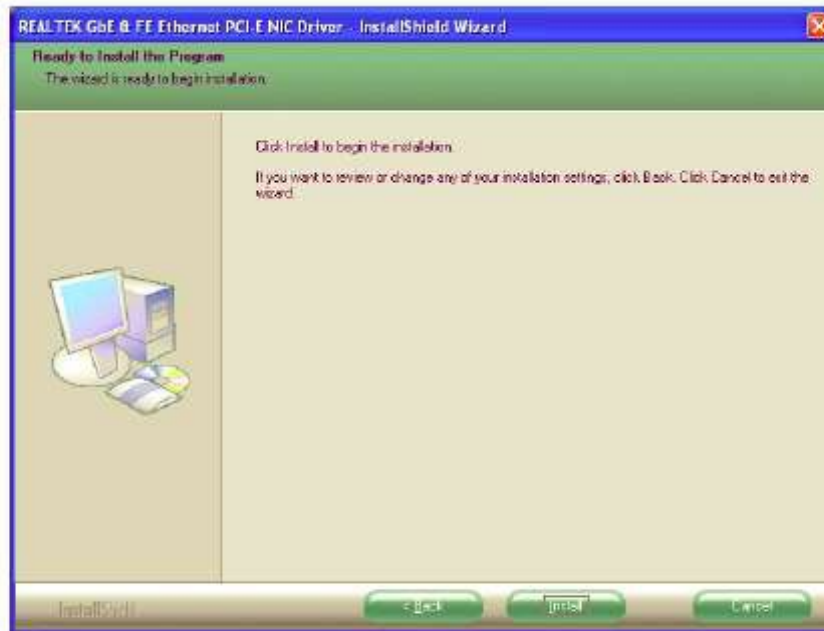 REALTEK GbE & FE Ethernet PCI-E NIC Driver - InstallShield Wizard
Ready to Install the Program
The wizard is ready to begin installation.
Click Install to begin the installation.
If you want to review or change any of your installation settings, click Back. Click Cancel to exit the
wizard.
InstallShield
< Back
Install
Cancel